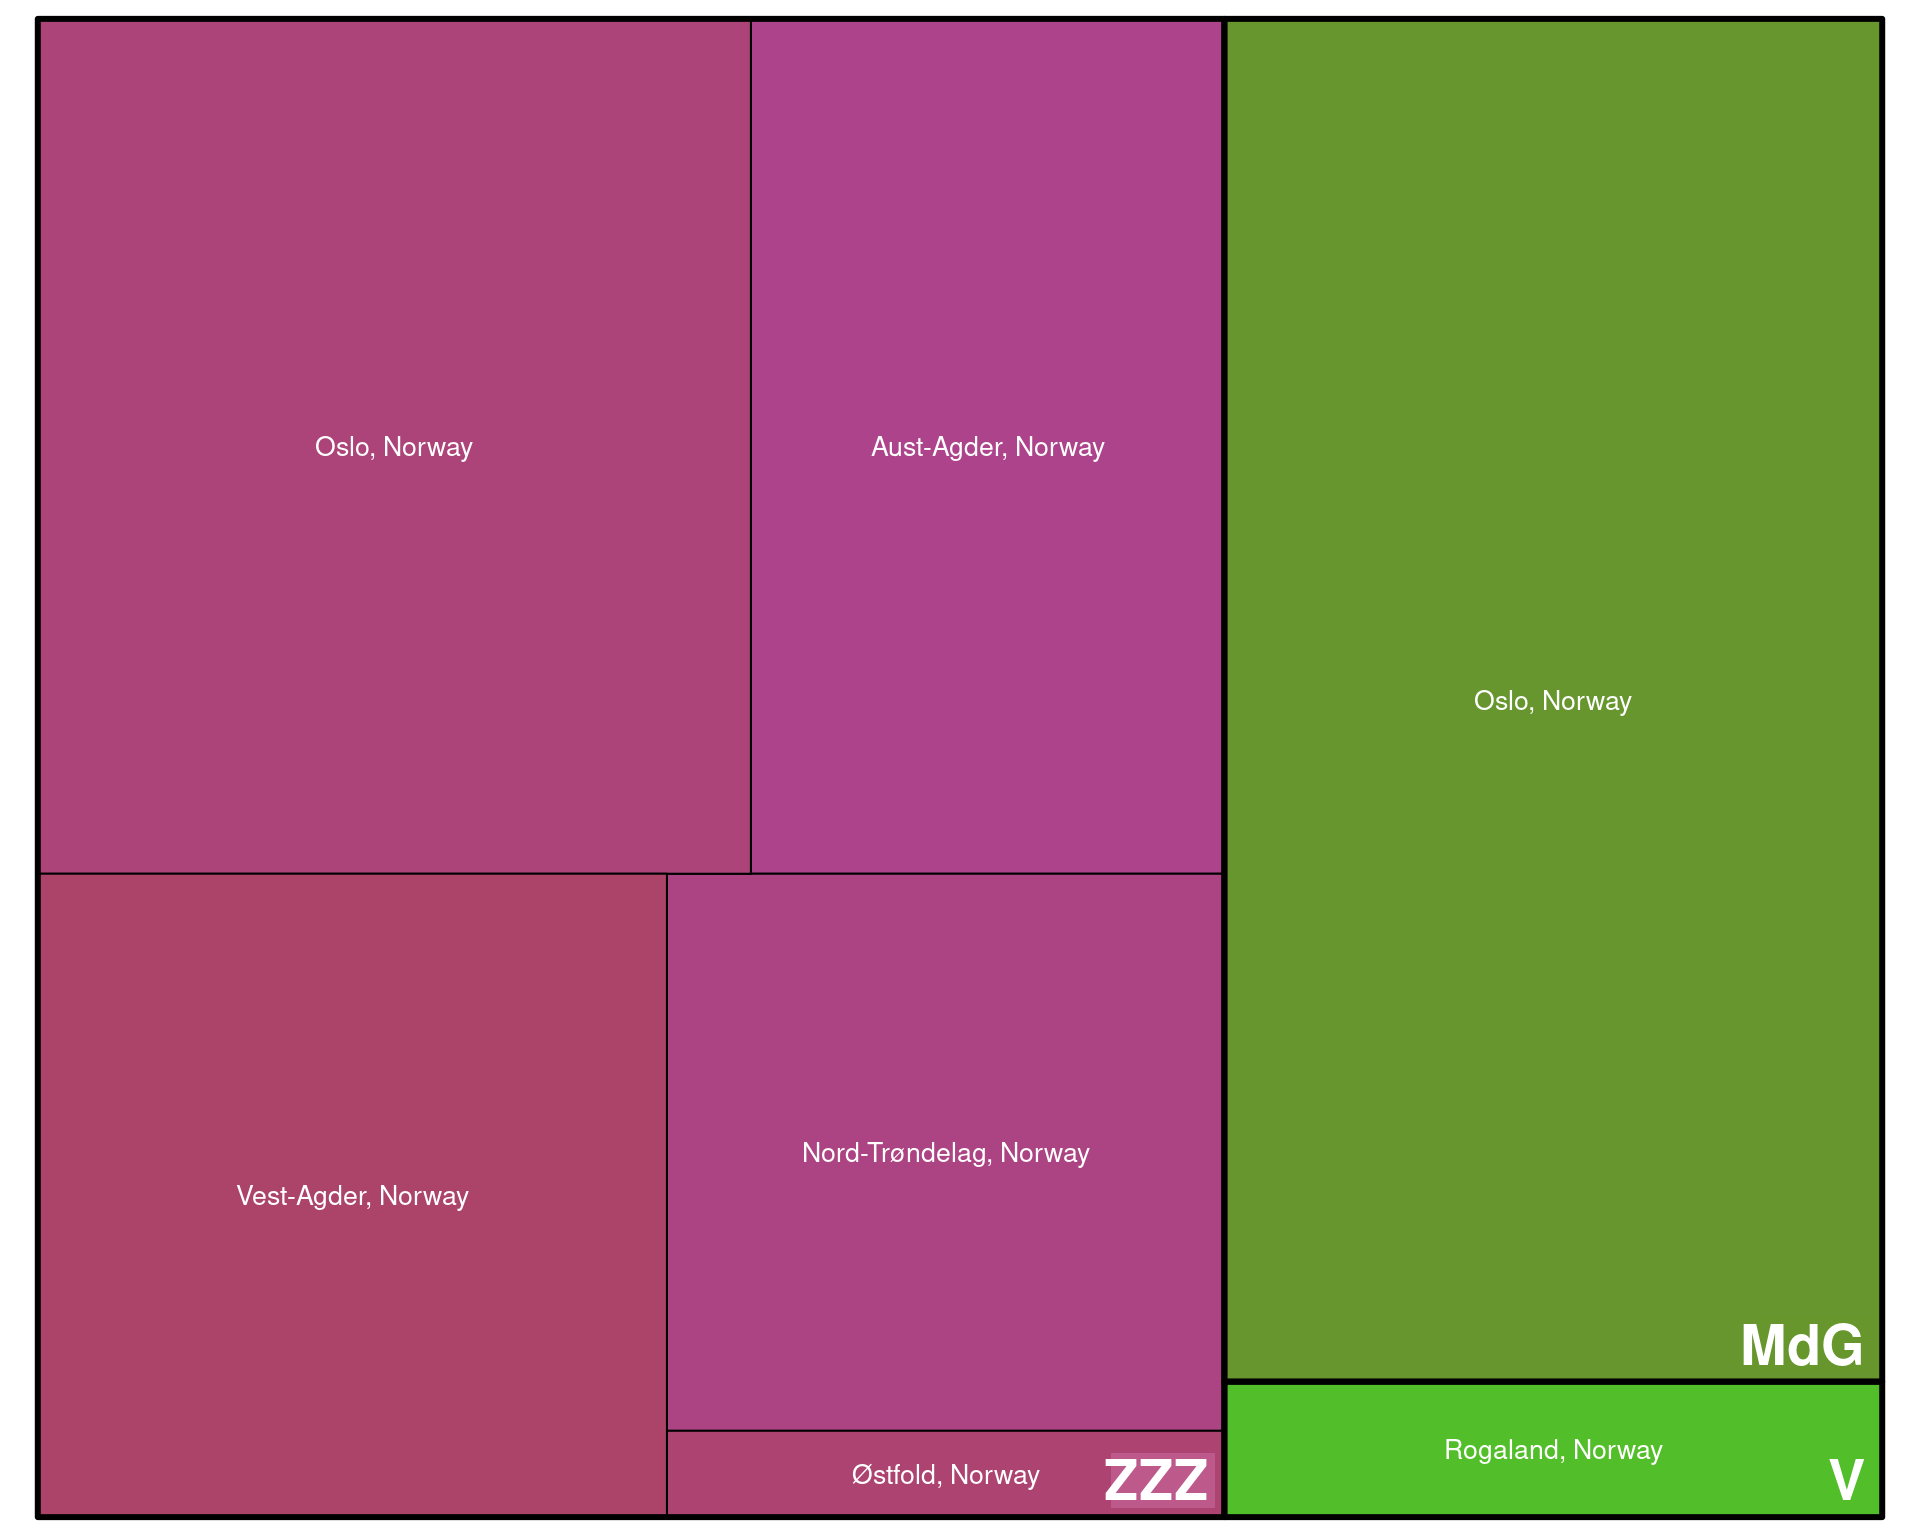 Oslo, Norway
Aust-Agder, Norway
Oslo, Norway
Nord-Trøndelag, Norway
Vest-Agder, Norway
MdG
Rogaland, Norway
Østfold, Norway
ZZZ
V